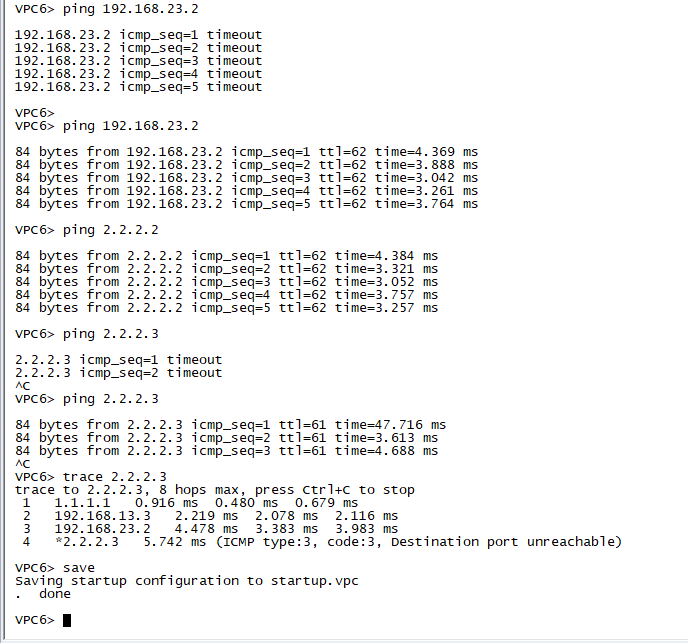 VPC6> ping 192.168.23.2
192.168.23.2 icmp_seq=1 timeout
192.168.23.2 icmp_seq=2 timeout
192.168.23.2 icmp_seq=3 timeout
192.168.23.2 icmp_seq=4 timeout
192.168.23.2 icmp_seq=5 timeout
VPC6>
VPC6> ping 192.168.23.2
84 bytes from 192.168.23.2 icmp_seq=1 ttl=62 time=4.369 ms
84 bytes from 192.168.23.2 icmp_seq=2 ttl=62 time=3.888 ms
84 bytes from 192.168.23.2 icmp_seq=3 ttl=62 time=3.042 ms
84 bytes from 192.168.23.2 icmp_seq=4 ttl=62 time=3.261 ms
84 bytes from 192.168.23.2 icmp_seq=5 ttl=62 time=3.764 ms
VPC6> ping 2.2.2.2
84 bytes from 2.2.2.2 icmp_seq=1 ttl=62 time=4.384 ms
84 bytes from 2.2.2.2 icmp_seq=2 ttl=62 time=3.321 ms
84 bytes from 2.2.2.2 icmp_seq=3 ttl=62 time=3.052 ms
84 bytes from 2.2.2.2 icmp_seq=4 ttl=62 time=3.757 ms
84 bytes from 2.2.2.2 icmp_seq=5 ttl=62 time=3.257 ms
VPC6> ping 2.2.2.3
2.2.2.3 icmp_seq=1 timeout
2.2.2.3 icmp_seq=2 timeout
^C
VPC6> ping 2.2.2.3
84 bytes from 2.2.2.3 icmp_seq=1 ttl=61 time=47.716 ms
84 bytes from 2.2.2.3 icmp_seq=2 ttl=61 time=3.613 ms
84 bytes from 2.2.2.3 icmp_seq=3 ttl=61 time=4.688 ms
^C
VPC6> trace 2.2.2.3
trace to 2.2.2.3, 8 hops max, press Ctrl+C to stop
1 1.1.1.1 0.916 ms 0.480 ms 0.679 ms
2 192.168.13.3 2.219 ms 2.078 ms 2.116 ms
3 192.168.23.2 4.478 ms 3.383 ms 3.983 ms
4 *2.2.2.3 5.742 ms (ICMP type:3, code:3, Destination port unreachable)
VPC6> save
Saving startup configuration to startup.vpc
. done
VPC6>